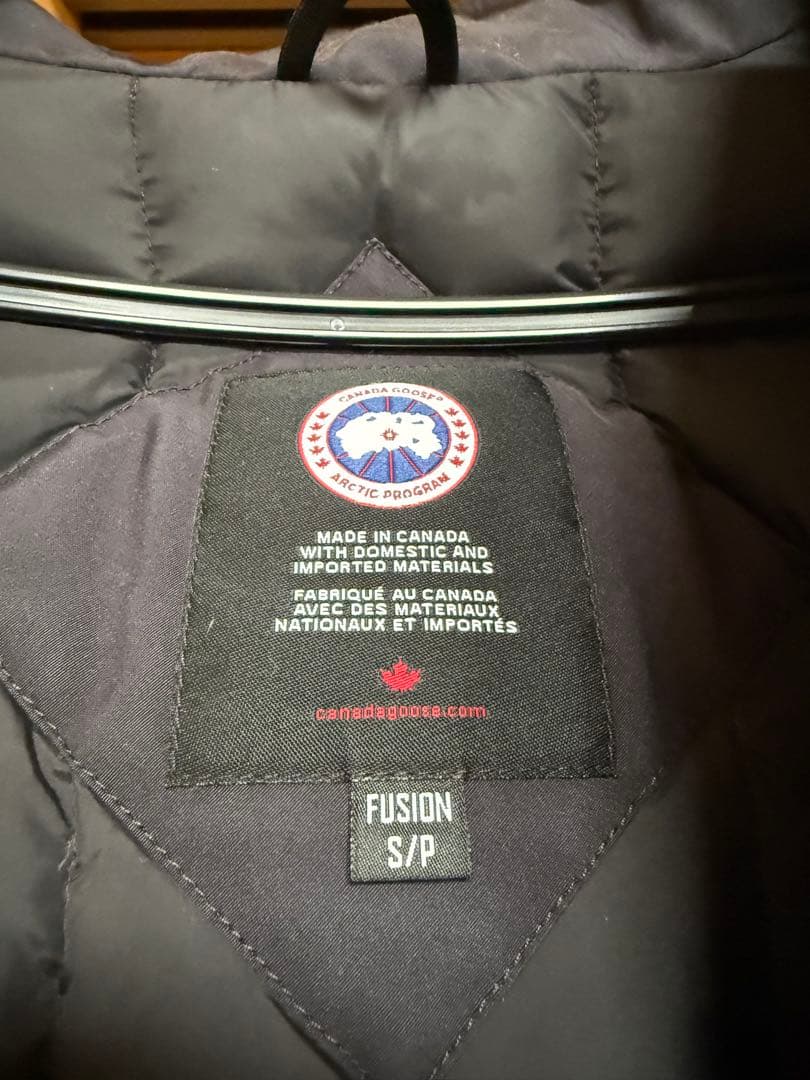 CANADA GOOSE®
ARCTIC PROGRAM
MADE IN CANADA
WITH DOMESTIC AND
IMPORTED MATERIALS
FABRIQUÉ AU CANADA
AVEC DES MATERIAUX
NATIONAUX ET IMPORTÉS
canadagoose.com
FUSION
S/P